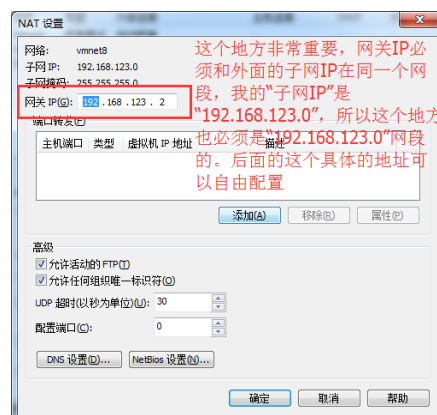 NAT 设置
网络: vmnet8
子网 IP: 192.168.123.0
子网掩码: 255.255.255.0
网关 IP(G): 192 . 168 . 123 . 2
这个地方非常重要，网关IP必
须和外面的子网IP在同一个网
段，我的“子网IP”是
“192.168.123.0”，所以这个地方
也必须是“192.168.123.0”网段
的。后面的这个具体的地址可
以自由配置
端口转发(F)
主机端口 类型 虚拟机 IP 地址 描述
添加(A) 移除(R) 属性(P)
高级
允许活动的 FTP(T)
允许任何组织唯一标识符(O)
UDP 超时(以秒为单位)(U): 30
配置端口(C): 0
DNS 设置(D)... NetBios 设置(N)...
确定 取消 帮助